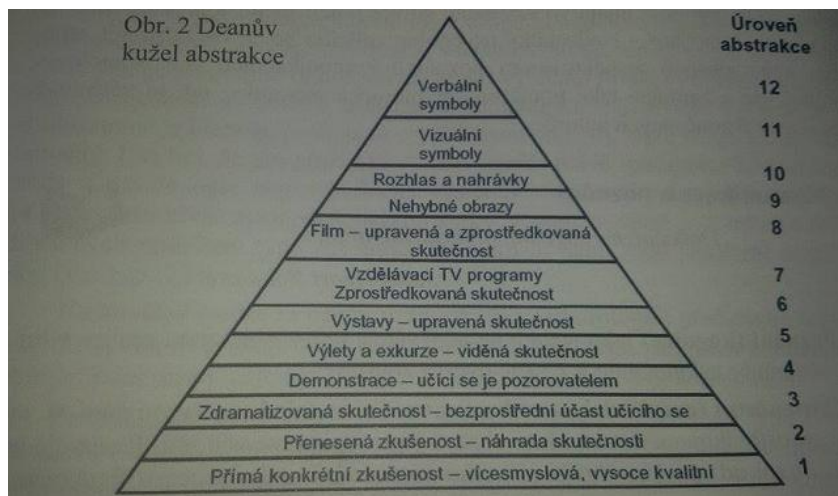 Obr. 2 Deanův
kužel abstrakce
Úroveň
abstrakce
Verbální
symboly
12
Vizuální
symboly
11
Rozhlas a nahrávky
10
Nehybné obrazy
9
Film – upravená a zprostředkovaná
skutečnost
8
Vzdělávací TV programy
Zprostředkovaná skutečnost
7
6
Výstavy – upravená skutečnost
5
Výlety a exkurze – viděná skutečnost
4
Demonstrace – učící se je pozorovatelem
3
Zdramatizovaná skutečnost – bezprostřední účast učícího se
2
Přenesená zkušenost – náhrada skutečnosti
1
Přímá konkrétní zkušenost – vícesmyslová, vysoce kvalitní